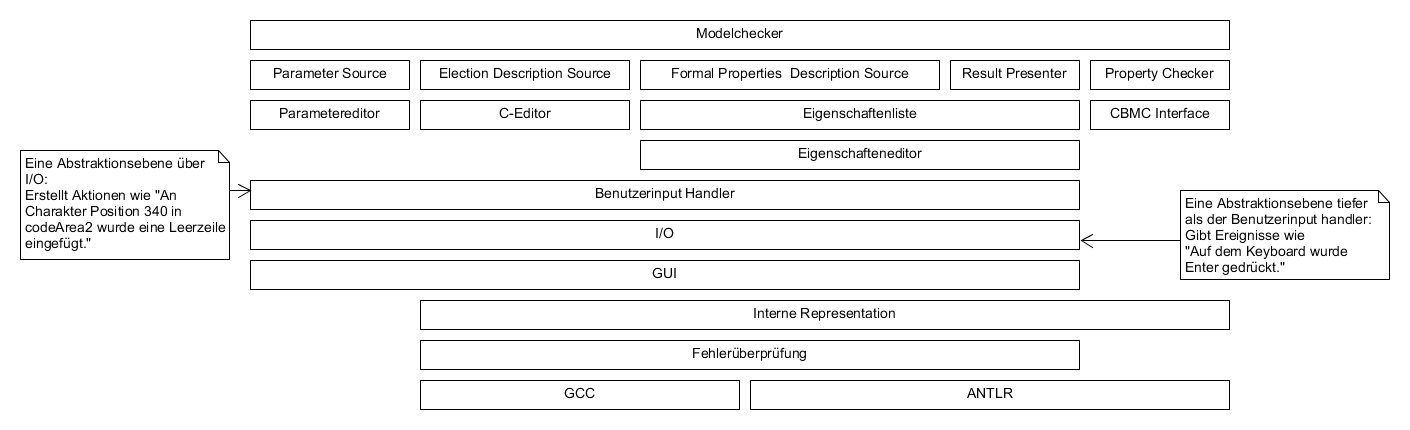 Modelchecker
Parameter Source
Election Description Source
Formal Properties  Description Source
Result Presenter
Property Checker
Parametereditor
C-Editor
Eigenschaftenliste
CBMC Interface
Eigenschafteneditor
Eine Abstraktionsebene über
I/O:
Erstellt Aktionen wie "An
Charakter Position 340 in
codeArea2 wurde eine Leerzeile
eingefügt."
Benutzerinput Handler
I/O
Eine Abstraktionsebene tiefer
als der Benutzerinput handler:
Gibt Ereignisse wie
"Auf dem Keyboard wurde
Enter gedrückt."
GUI
Interne Representation
Fehlerüberprüfung
GCC
ANTLR